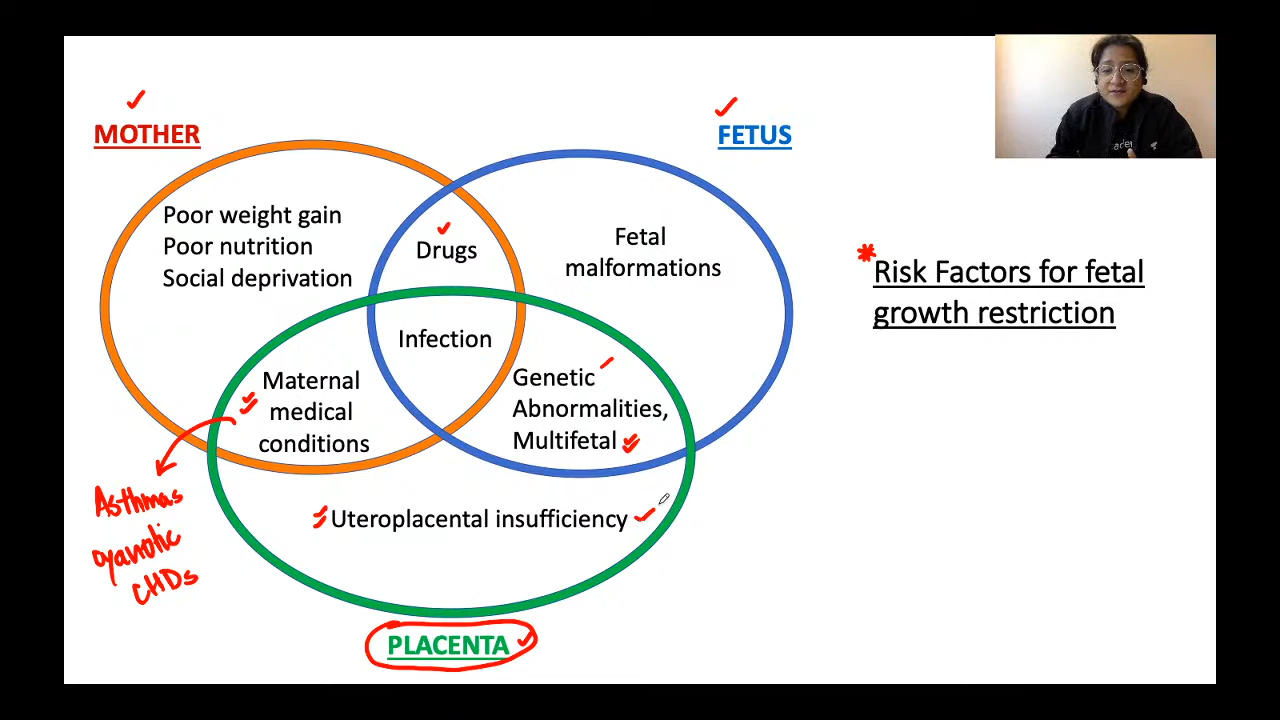 MOTHER
FETUS
Poor weight gain
Poor nutrition
Social deprivation
Drugs
Fetal
malformations
* Risk Factors for fetal
growth restriction
Infection
Maternal
medical
conditions
Genetic
Abnormalities,
Multifetal
Asthmas
cyanotic
CHDs
Uteroplacental insufficiency
PLACENTA